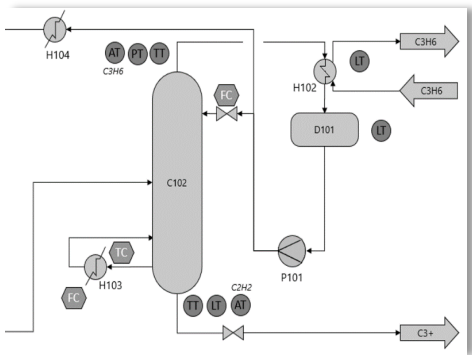 H104
AT
PT
TT
C3H6
FC
H102
LT
C3H6
C3H6
D101
LT
C102
TC
FC
H103
P101
C2H2
TT
LT
AT
C3+